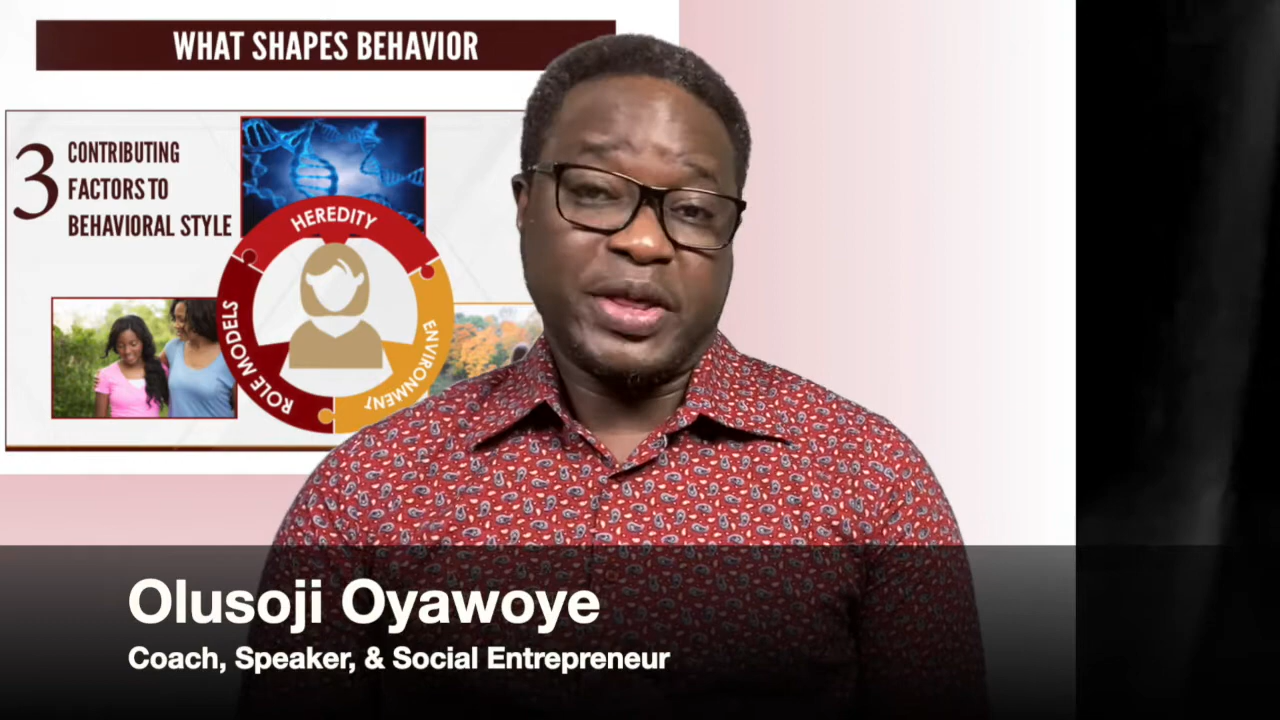 WHAT SHAPES BEHAVIOR
3
CONTRIBUTING
FACTORS TO
BEHAVIORAL STYLE
HEREDITY
ROLE MODELS
ENVIRONMENT
Olusoji Oyawoye
Coach, Speaker, & Social Entrepreneur